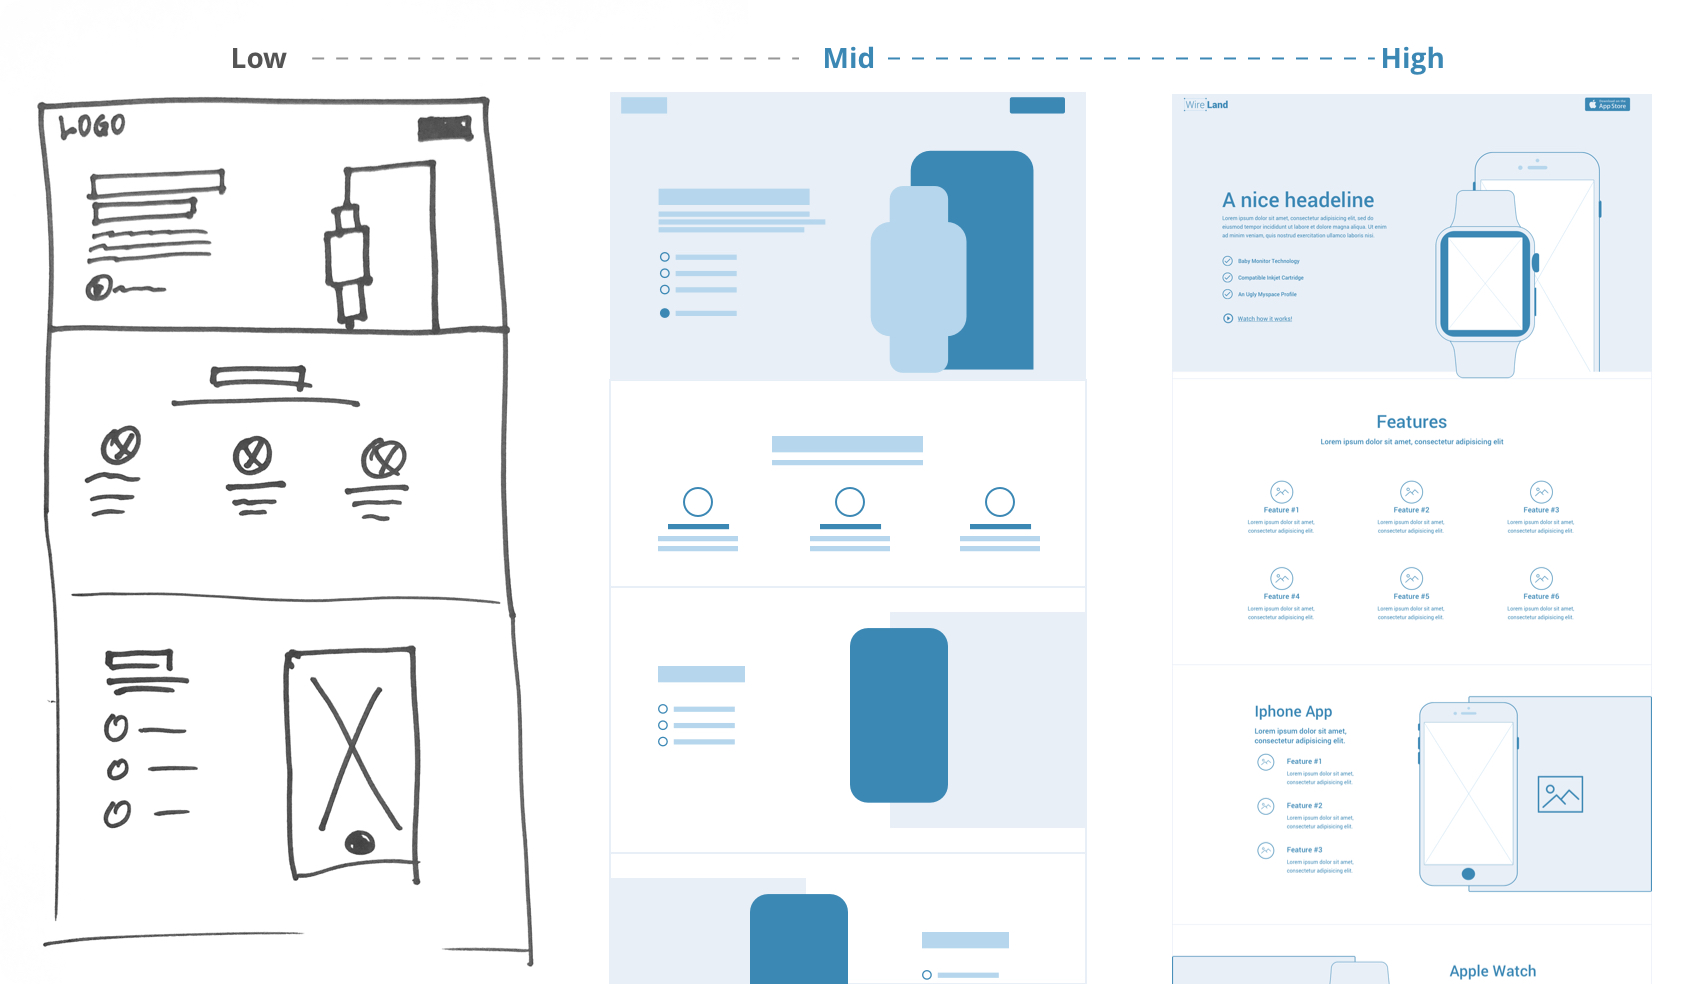 Low
Mid
High
LOGO
WireLand
Download on the
App Store
A nice headeline
Lorem ipsum dolor sit amet, consectetur adipisicing elit, sed do
eiusmod tempor incididunt ut labore et dolore magna aliqua. Ut enim
ad minim veniam, quis nostrud exercitation ullamco laboris nisi.
Baby Monitor Technology
Compatible Inkjet Cartridge
An Ugly Myspace Profile
Watch how it works!
Features
Lorem ipsum dolor sit amet, consectetur adipisicing elit
Feature #1
Lorem ipsum dolor sit amet,
consectetur adipisicing elit.
Feature #2
Lorem ipsum dolor sit amet,
consectetur adipisicing elit.
Feature #3
Lorem ipsum dolor sit amet,
consectetur adipisicing elit.
Feature #4
Lorem ipsum dolor sit amet,
consectetur adipisicing elit.
Feature #5
Lorem ipsum dolor sit amet,
consectetur adipisicing elit.
Feature #6
Lorem ipsum dolor sit amet,
consectetur adipisicing elit.
Iphone App
Lorem ipsum dolor sit amet,
consectetur adipisicing elit.
Feature #1
Lorem ipsum dolor sit amet,
consectetur adipisicing elit.
Feature #2
Lorem ipsum dolor sit amet,
consectetur adipisicing elit.
Feature #3
Lorem ipsum dolor sit amet,
consectetur adipisicing elit.
Apple Watch